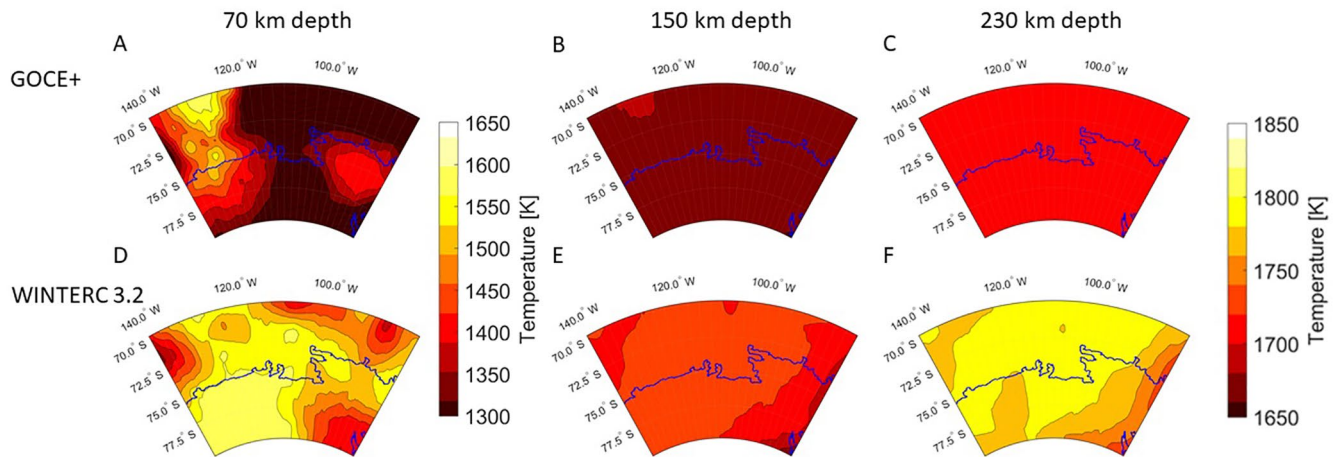 70 km depth
150 km depth
230 km depth
A
B
C
GOCE+
140.0° W
120.0° W
100.0° W
70.0° S
72.5° S
75.0° S
77.5° S
140.0° W
120.0° W
100.0° W
70.0° S
72.5° S
75.0° S
77.5° S
140.0° W
120.0° W
100.0° W
70.0° S
72.5° S
75.0° S
77.5° S
1650
1600
1550
1500
1450
1400
1350
1300
Temperature [K]
1850
1800
1750
1700
1650
Temperature [K]
D
E
F
WINTERC 3.2
140.0° W
120.0° W
100.0° W
70.0° S
72.5° S
75.0° S
77.5° S
140.0° W
120.0° W
100.0° W
70.0° S
72.5° S
75.0° S
77.5° S
140.0° W
120.0° W
100.0° W
70.0° S
72.5° S
75.0° S
77.5° S